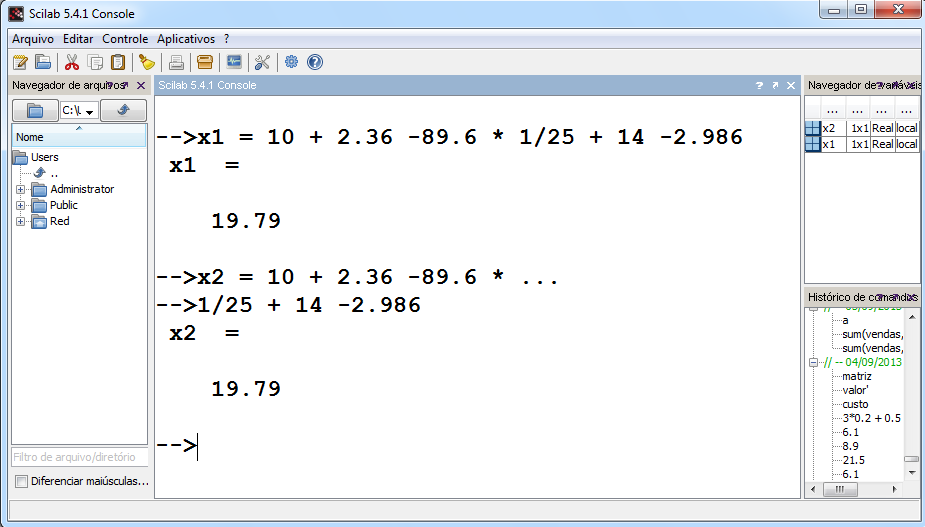 Scilab 5.4.1 Console
Arquivo Editar Controle Aplicativos ?
Navegador de arquivos
C:\
Nome
Users
..
Administrator
Public
Red
Filtro de arquivo/diretório
Diferenciar maiúsculas...
Scilab 5.4.1 Console
-->x1 = 10 + 2.36 -89.6 * 1/25 + 14 -2.986
x1 =
19.79
-->x2 = 10 + 2.36 -89.6 * ...
-->1/25 + 14 -2.986
x2 =
19.79
-->
Navegador de variáveis
... ... ... ...
x2 1x1 Real local
x1 1x1 Real local
Histórico de comandos
a
sum(vendas,
sum(vendas,
// -- 04/09/2013
matriz
valor'
custo
3*0.2 + 0.5
6.1
8.9
21.5
6.1